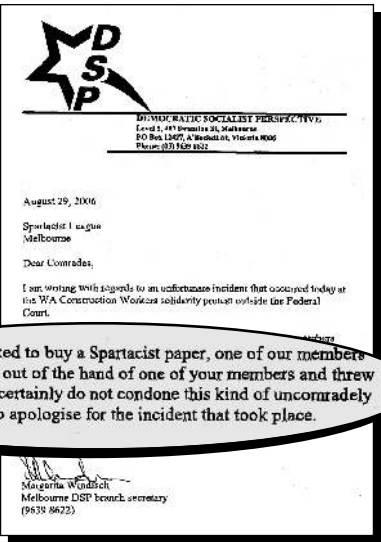 DSP
DEMOCRATIC SOCIALIST PERSPECTIVE
Level 5, 407 Swanston St, Melbourne
PO Box 12427, A'Beckett St, Victoria 8006
Phone: (03) 9639 8622
August 29, 2006
Spartacist League
Melbourne
Dear Comrades,
I am writing with regards to an unfortunate incident that occurred today at
the WA Construction Workers solidarity protest outside the Federal
Court.
ted to buy a Spartacist paper, one of our members
out of the hand of one of your members and threw
certainly do not condone this kind of uncomradely
o apologise for the incident that took place.
Margarita Windisch
Melbourne DSP branch secretary
(9639 8622)